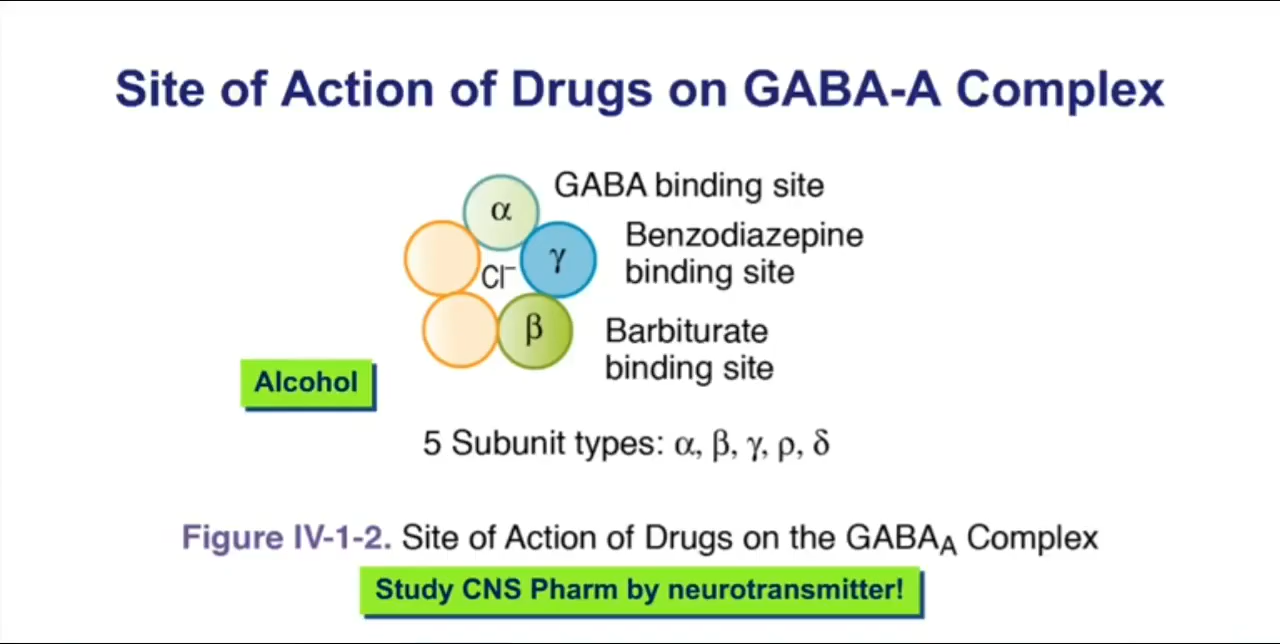 Site of Action of Drugs on GABA-A Complex
α
GABA binding site
γ
Benzodiazepine
binding site
Cl⁻
β
Barbiturate
binding site
Alcohol
5 Subunit types: α, β, γ, ρ, δ
Figure IV-1-2. Site of Action of Drugs on the GABA_A Complex
Study CNS Pharm by neurotransmitter!